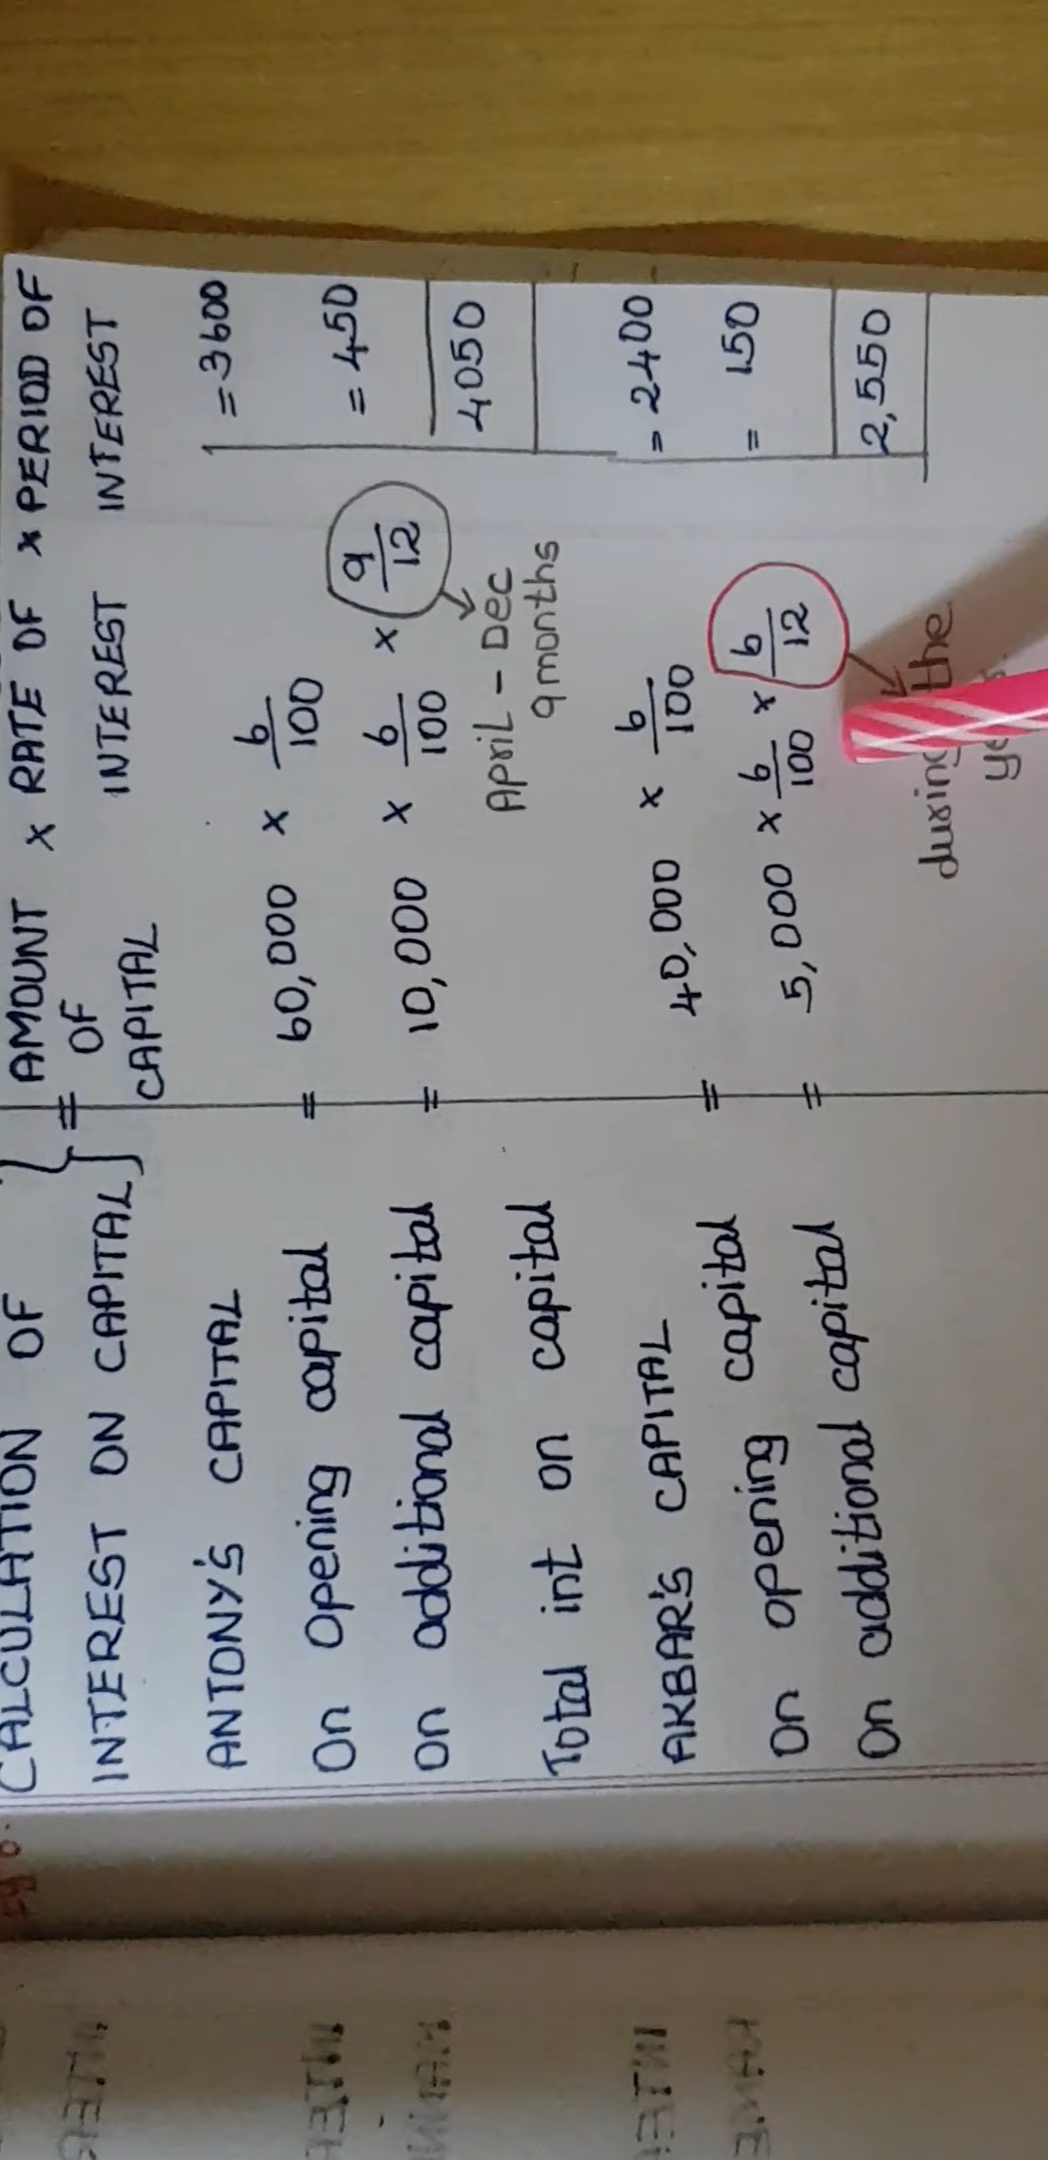 CALCULATION OF } = AMOUNT × RATE OF × PERIOD OF
INTEREST ON CAPITAL OF INTEREST INTEREST
CAPITAL
ANTONY'S CAPITAL
On opening capital = 60,000 × 6/100 = 3600
On additional capital = 10,000 × 6/100 × 9/12 = 450
April - Dec
9 months
Total int on capital 4050
AKBAR'S CAPITAL
On opening capital = 40,000 × 6/100 = 2400
On additional capital = 5,000 × 6/100 × 6/12 = 150
during the
2,550